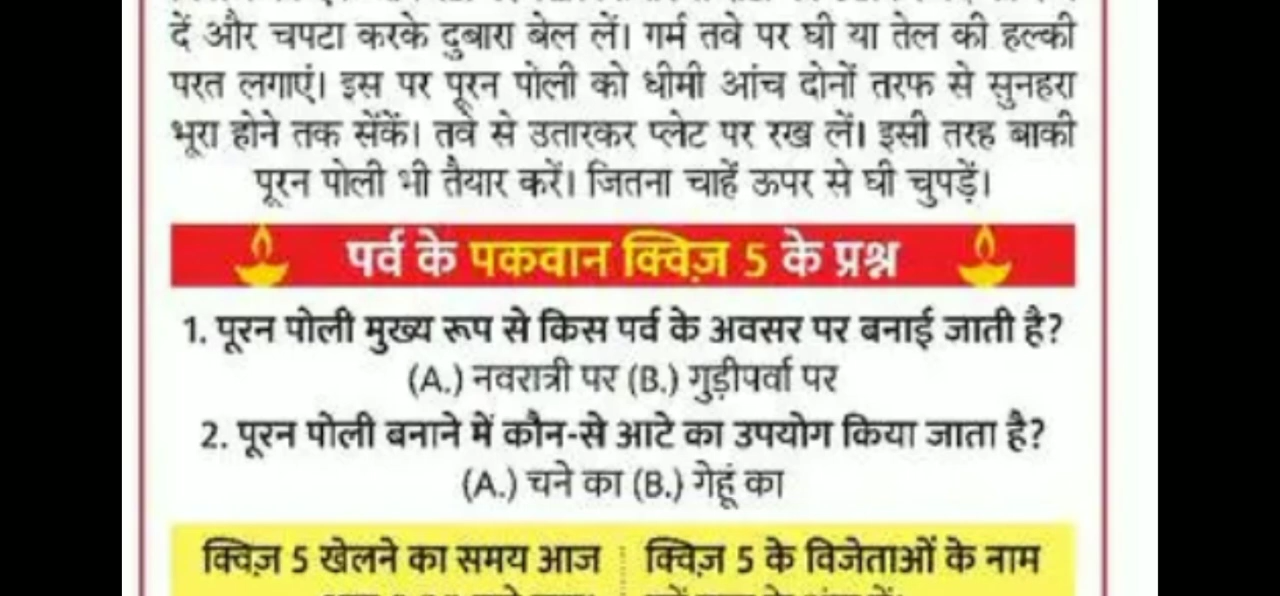 दें और चपटा करके दुबारा बेल लें। गर्म तवे पर घी या तेल की हल्की
परत लगाएं। इस पर पूरन पोली को धीमी आंच दोनों तरफ से सुनहरा
भूरा होने तक सेंकें। तवे से उतारकर प्लेट पर रख लें। इसी तरह बाकी
पूरन पोली भी तैयार करें। जितना चाहें ऊपर से घी चुपड़ें।
पर्व के पकवान क्विज़ 5 के प्रश्न
1. पूरन पोली मुख्य रूप से किस पर्व के अवसर पर बनाई जाती है?
(A.) नवरात्री पर (B.) गुड़ीपर्वा पर
2. पूरन पोली बनाने में कौन-से आटे का उपयोग किया जाता है?
(A.) चने का (B.) गेहूं का
क्विज़ 5 खेलने का समय आज
क्विज़ 5 के विजेताओं के नाम